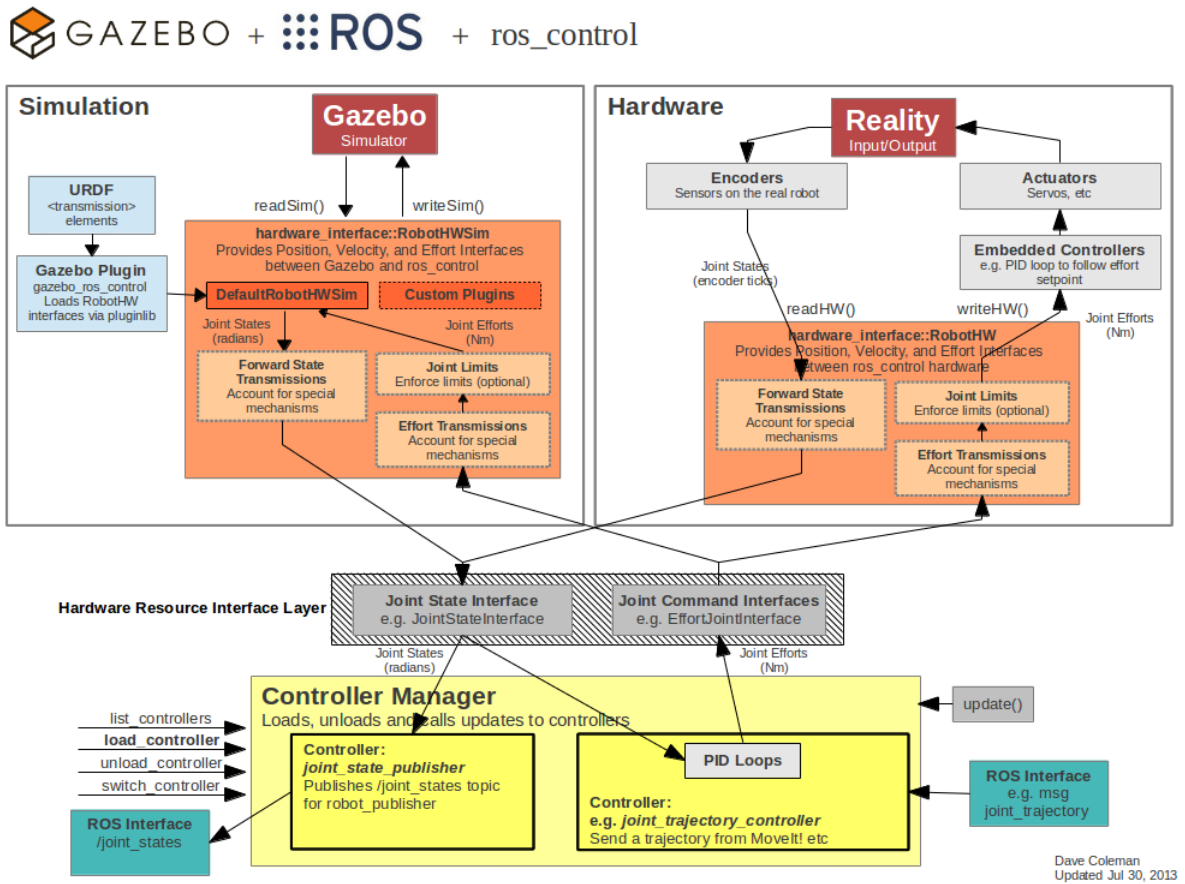 GAZEBO + ROS + ros_control
Simulation
Gazebo
Simulator
URDF
<transmission>
elements
readSim()
writeSim()
Gazebo Plugin
gazebo_ros_control
Loads RobotHW
interfaces via pluginlib
hardware_interface::RobotHWSim
Provides Position, Velocity, and Effort Interfaces
between Gazebo and ros_control
DefaultRobotHWSim
Custom Plugins
Joint States
(radians)
Joint Efforts
(Nm)
Forward State
Transmissions
Account for special
mechanisms
Joint Limits
Enforce limits (optional)
Effort Transmissions
Account for special
mechanisms
Hardware
Reality
Input/Output
Encoders
Sensors on the real robot
Actuators
Servos, etc
Embedded Controllers
e.g. PID loop to follow effort
setpoint
Joint States
(encoder ticks)
readHW()
writeHW()
Joint Efforts
(Nm)
hardware_interface::RobotHW
Provides Position, Velocity, and Effort Interfaces
between ros_control hardware
Forward State
Transmissions
Account for special
mechanisms
Joint Limits
Enforce limits (optional)
Effort Transmissions
Account for special
mechanisms
Hardware Resource Interface Layer
Joint State Interface
e.g. JointStateInterface
Joint Command Interfaces
e.g. EffortJointInterface
Joint States
(radians)
Joint Efforts
(Nm)
Controller Manager
Loads, unloads and calls updates to controllers
update()
list_controllers
load_controller
unload_controller
switch_controller
Controller:
joint_state_publisher
Publishes /joint_states topic
for robot_publisher
PID Loops
Controller:
e.g. joint_trajectory_controller
Send a trajectory from MoveIt! etc
ROS Interface
e.g. msg
joint_trajectory
ROS Interface
/joint_states
Dave Coleman
Updated Jul 30, 2013